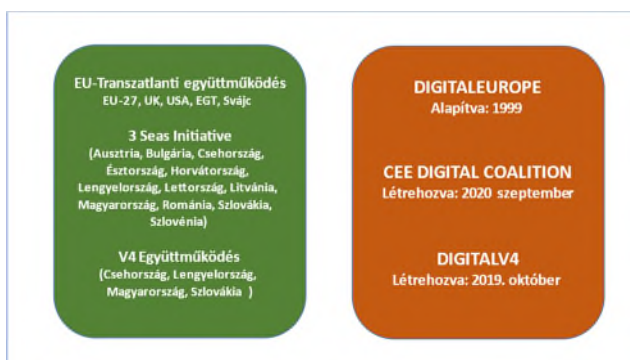 EU-Transzatlanti együttműködés
EU-27, UK, USA, EGT, Svájc
3 Seas Initiative
(Ausztria, Bulgária, Csehország,
Észtország, Horvátország,
Lengyelország, Lettország, Litvánia,
Magyarország, Románia, Szlovákia,
Szlovénia)
V4 Együttműködés
(Csehország, Lengyelország,
Magyarország, Szlovákia )
DIGITALEUROPE
Alapítva: 1999
CEE DIGITAL COALITION
Létrehozva: 2020 szeptember
DIGITALV4
Létrehozva: 2019. október